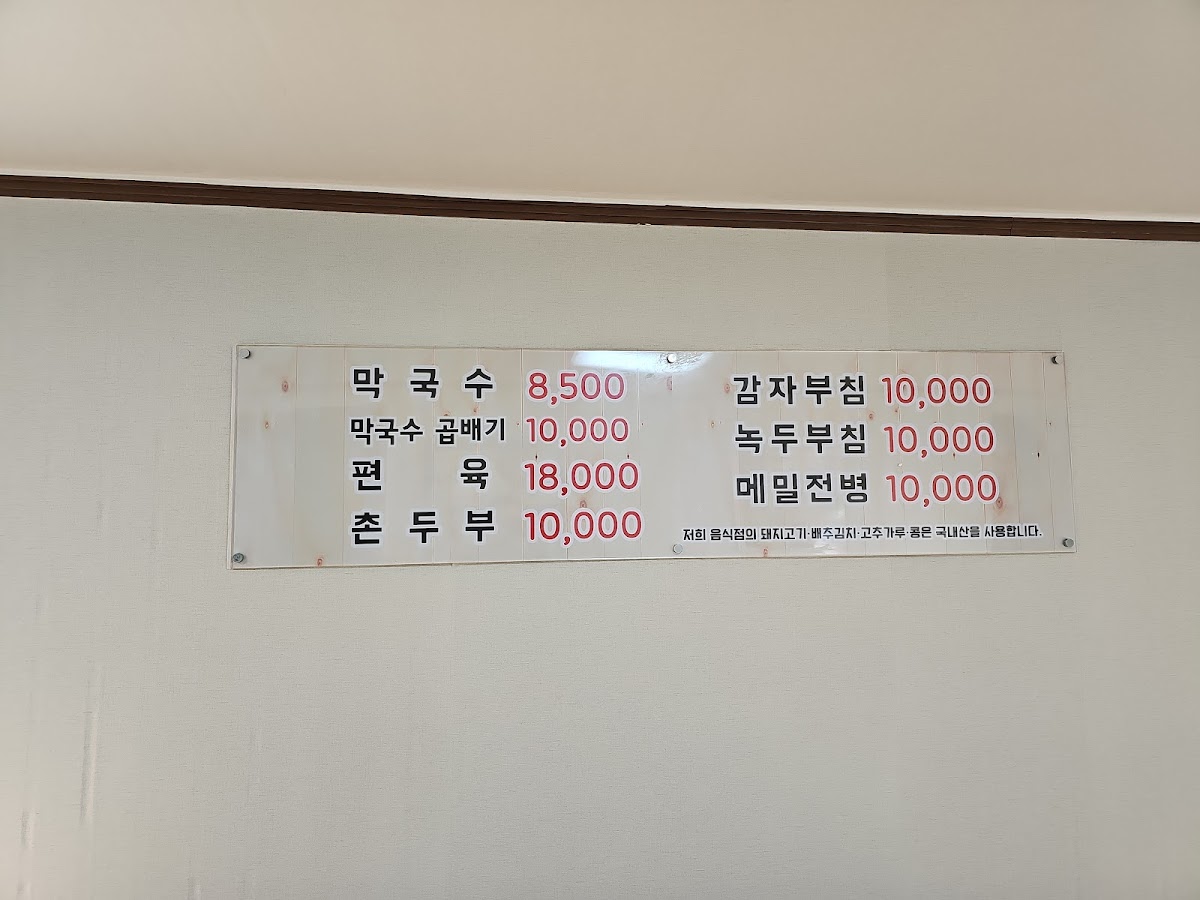 막국수 8,500
막국수 곱배기 10,000
편육 18,000
촌두부 10,000
감자부침 10,000
녹두부침 10,000
메밀전병 10,000
저희 음식점의 돼지고기·배추김치·고추가루·콩은 국내산을 사용합니다.